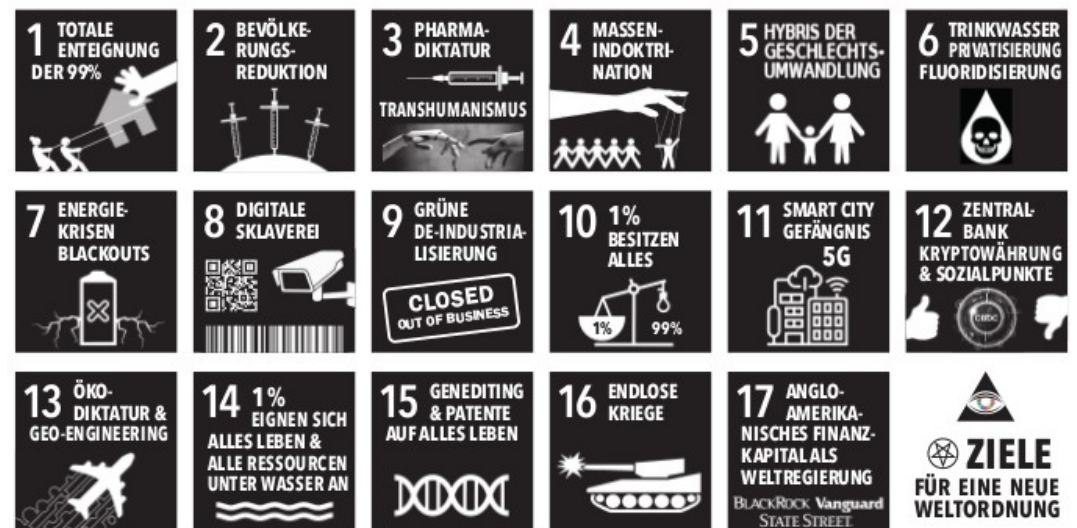 1 TOTALE
ENTEIGNUNG
DER 99%
2 BEVÖLKE-
RUNGS-
REDUKTION
3 PHARMA-
DIKTATUR
TRANSHUMANISMUS
4 MASSEN-
INDOKTRI-
NATION
5 HYBRIS DER
GESCHLECHTS-
UMWANDLUNG
6 TRINKWASSER
PRIVATISIERUNG
FLUORIDISIERUNG
7 ENERGIE-
KRISEN
BLACKOUTS
8 DIGITALE
SKLAVEREI
9 GRÜNE
DE-INDUSTRIA-
LISIERUNG
CLOSED
OUT OF BUSINESS
10 1%
BESITZEN
ALLES
1% 99%
11 SMART CITY
GEFÄNGNIS
5G
12 ZENTRAL-
BANK
KRYPTOWÄHRUNG
& SOZIALPUNKTE
CBDC
13 ÖKO-
DIKTATUR &
GEO-ENGINEERING
14 1%
EIGNEN SICH
ALLES LEBEN &
ALLE RESSOURCEN
UNTER WASSER AN
15 GENEDITING
& PATENTE
AUF ALLES LEBEN
16 ENDLOSE
KRIEGE
17 ANGLO-
AMERIKA-
NISCHES FINANZ-
KAPITAL ALS
WELTREGIERUNG
BLACKROCK Vanguard
STATE STREET
ZIELE
FÜR EINE NEUE
WELTORDNUNG